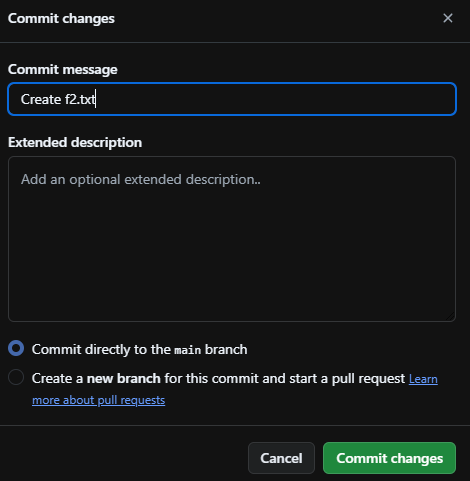 Commit changes
Commit message
Create f2.txt
Extended description
Add an optional extended description..
Commit directly to the main branch
Create a new branch for this commit and start a pull request Learn
more about pull requests
Cancel
Commit changes